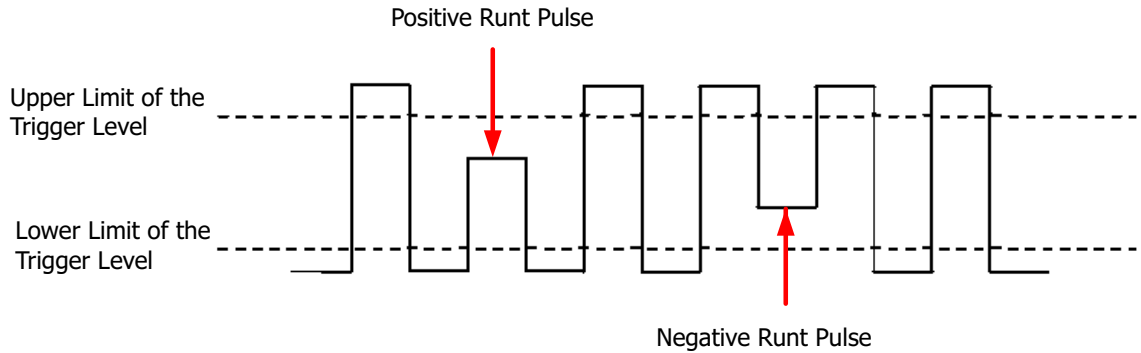 Positive Runt Pulse
Upper Limit of the
Trigger Level
Lower Limit of the
Trigger Level
Negative Runt Pulse